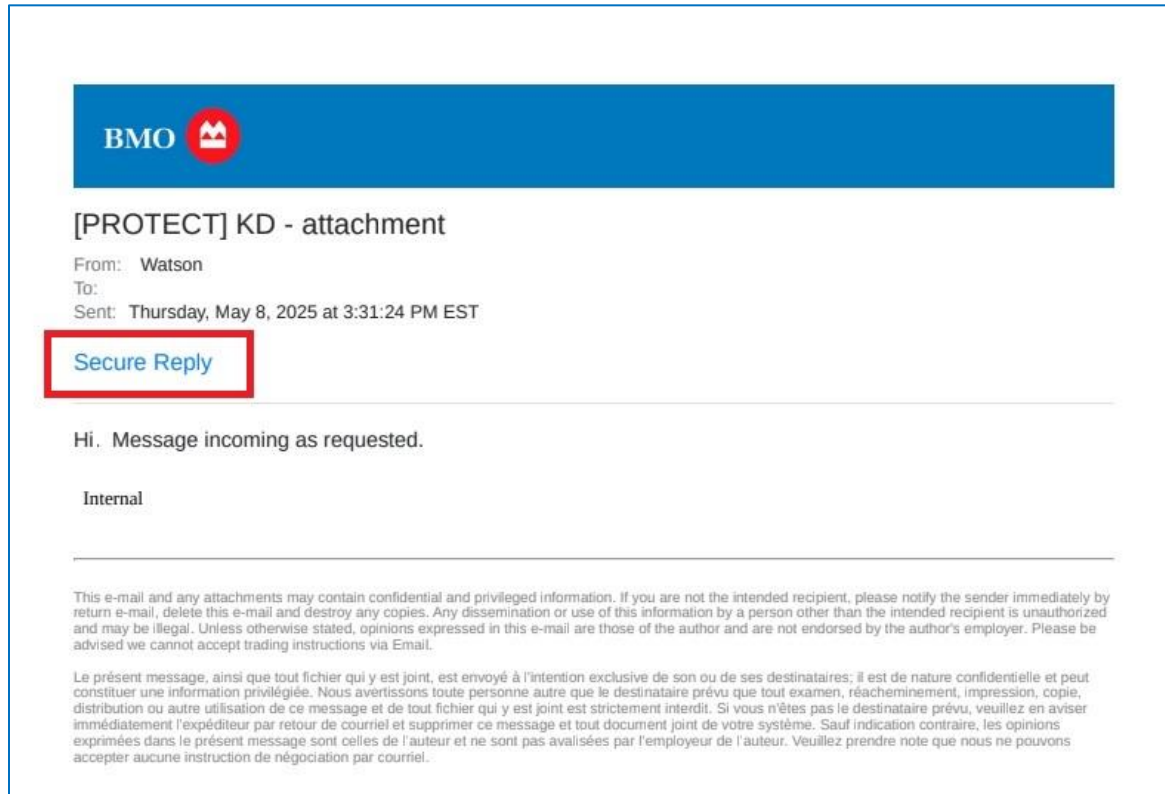 BMO
[PROTECT] KD - attachment
From: Watson
To:
Sent: Thursday, May 8, 2025 at 3:31:24 PM EST
Secure Reply
Hi. Message incoming as requested.
Internal
This e-mail and any attachments may contain confidential and privileged information. If you are not the intended recipient, please notify the sender immediately by
return e-mail, delete this e-mail and destroy any copies. Any dissemination or use of this information by a person other than the intended recipient is unauthorized
and may be illegal. Unless otherwise stated, opinions expressed in this e-mail are those of the author and are not endorsed by the author's employer. Please be
advised we cannot accept trading instructions via Email.
Le présent message, ainsi que tout fichier qui y est joint, est envoyé à l'intention exclusive de son ou de ses destinataires; il est de nature confidentielle et peut
constituer une information privilégiée. Nous avertissons toute personne autre que le destinataire prévu que tout examen, réacheminement, impression, copie,
distribution ou autre utilisation de ce message et de tout fichier qui y est joint est strictement interdit. Si vous n'êtes pas le destinataire prévu, veuillez en aviser
immédiatement l'expéditeur par retour de courriel et supprimer ce message et tout document joint de votre système. Sauf indication contraire, les opinions
exprimées dans le présent message sont celles de l'auteur et ne sont pas avalisées par l'employeur de l'auteur. Veuillez prendre note que nous ne pouvons
accepter aucune instruction de négociation par courriel.